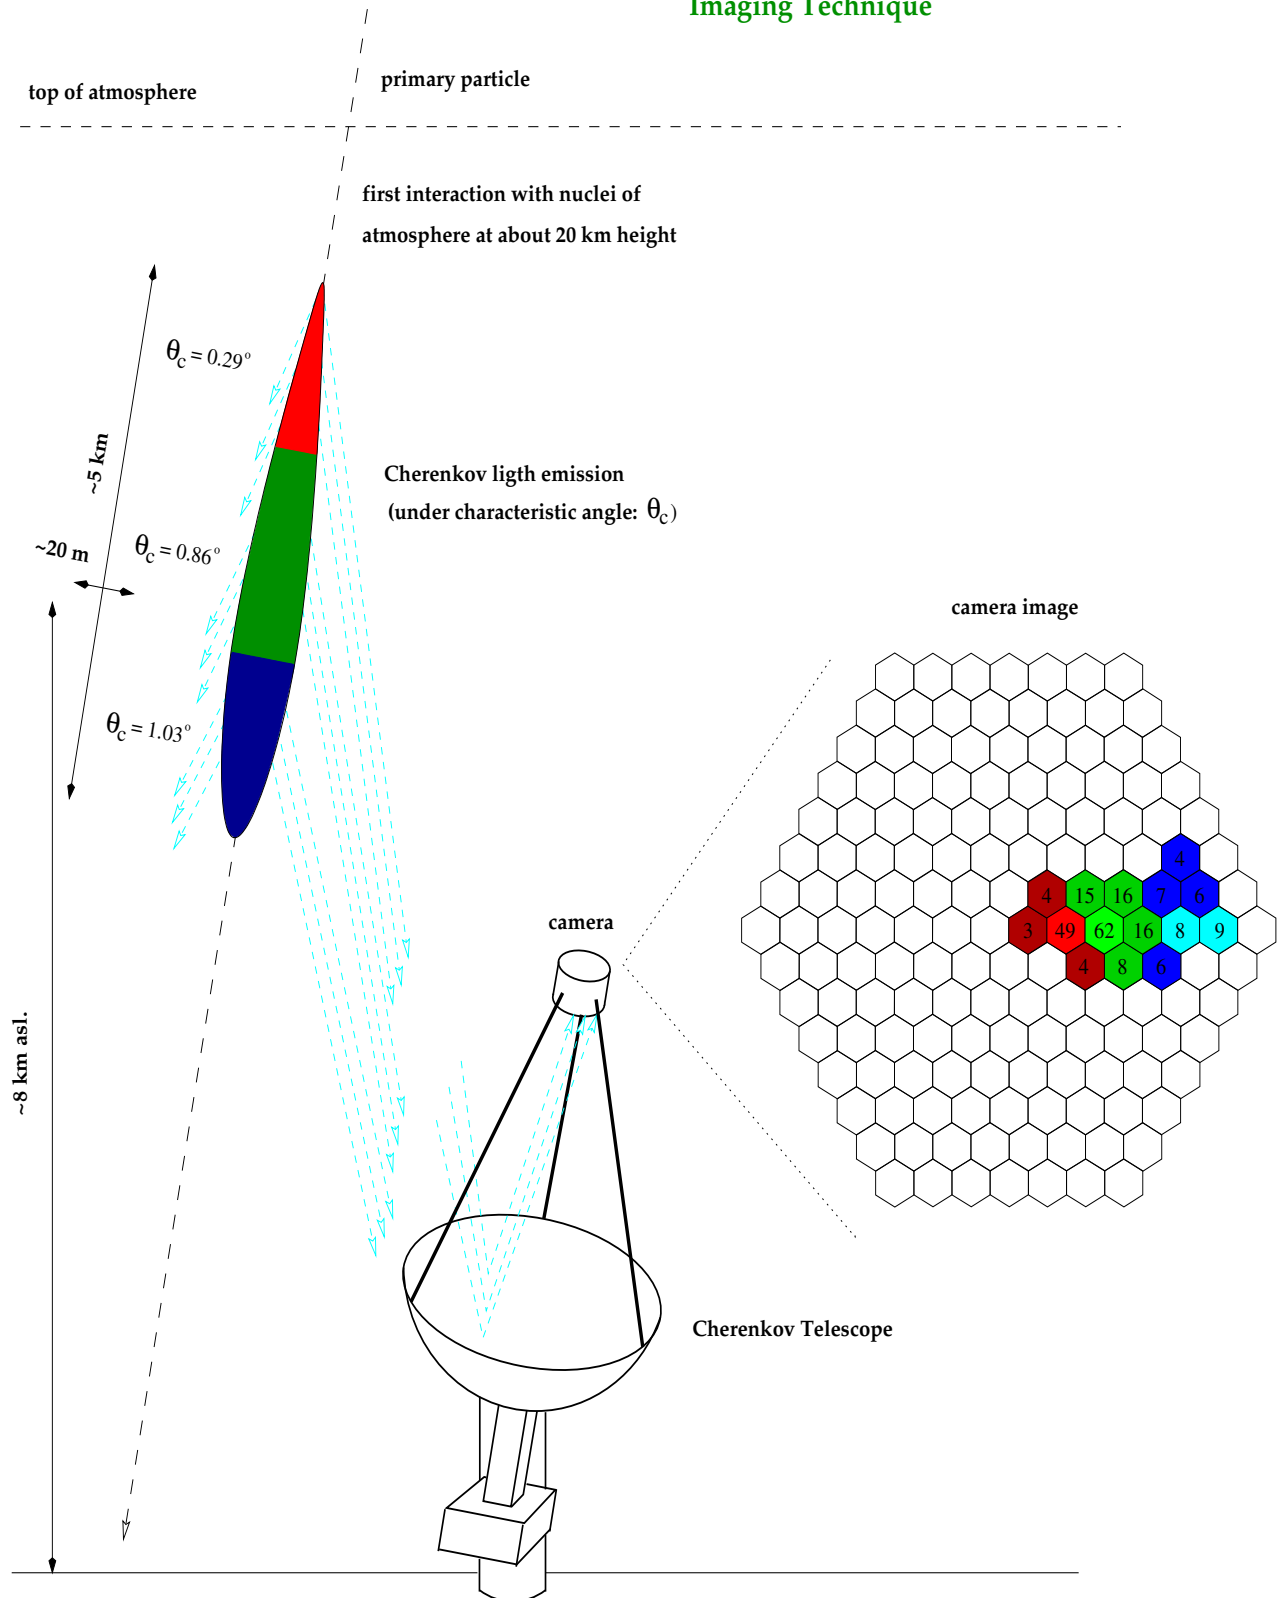 Imaging Technique
top of atmosphere
primary particle
first interaction with nuclei of
atmosphere at about 20 km height
θc = 0.29°
~5 km
Cherenkov ligth emission
(under characteristic angle: θc)
~20 m
θc = 0.86°
camera image
θc = 1.03°
4
4 15 16 7 6
camera
3 49 62 16 8 9
4 8 6
~8 km asl.
Cherenkov Telescope